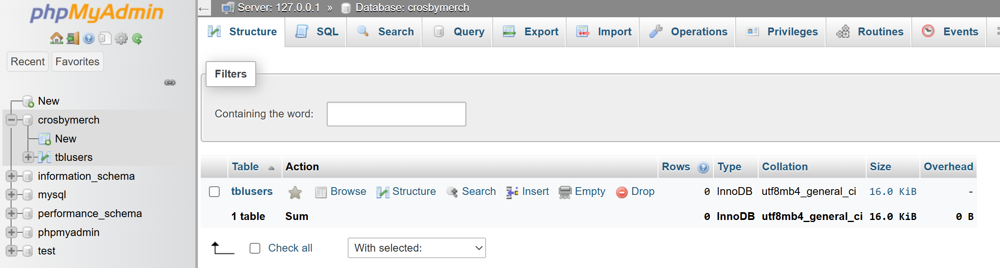 phpMyAdmin
Recent Favorites
New
crosbymerch
New
tblusers
information_schema
mysql
performance_schema
phpmyadmin
test
Server: 127.0.0.1 » Database: crosbymerch
Structure SQL Search Query Export Import Operations Privileges Routines Events
Filters
Containing the word:
Table Action Rows Type Collation Size Overhead
tblusers Browse Structure Search Insert Empty Drop 0 InnoDB utf8mb4_general_ci 16.0 KiB -
1 table Sum 0 InnoDB utf8mb4_general_ci 16.0 KiB 0 B
Check all With selected: